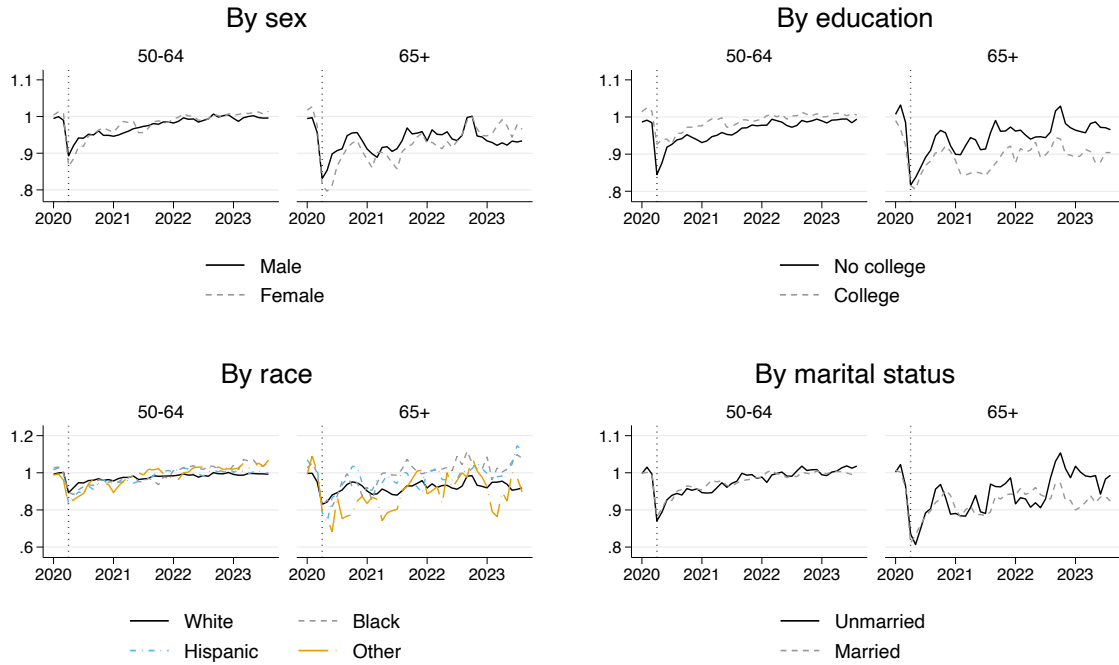 By sex
50-64 65+
1.1
1
.9
.8
2020 2021 2022 2023 2020 2021 2022 2023
Male
Female
By education
50-64 65+
1.1
1
.9
.8
2020 2021 2022 2023 2020 2021 2022 2023
No college
College
By race
50-64 65+
1.2
1
.8
.6
2020 2021 2022 2023 2020 2021 2022 2023
White Black
Hispanic Other
By marital status
50-64 65+
1.1
1
.9
.8
2020 2021 2022 2023 2020 2021 2022 2023
Unmarried
Married